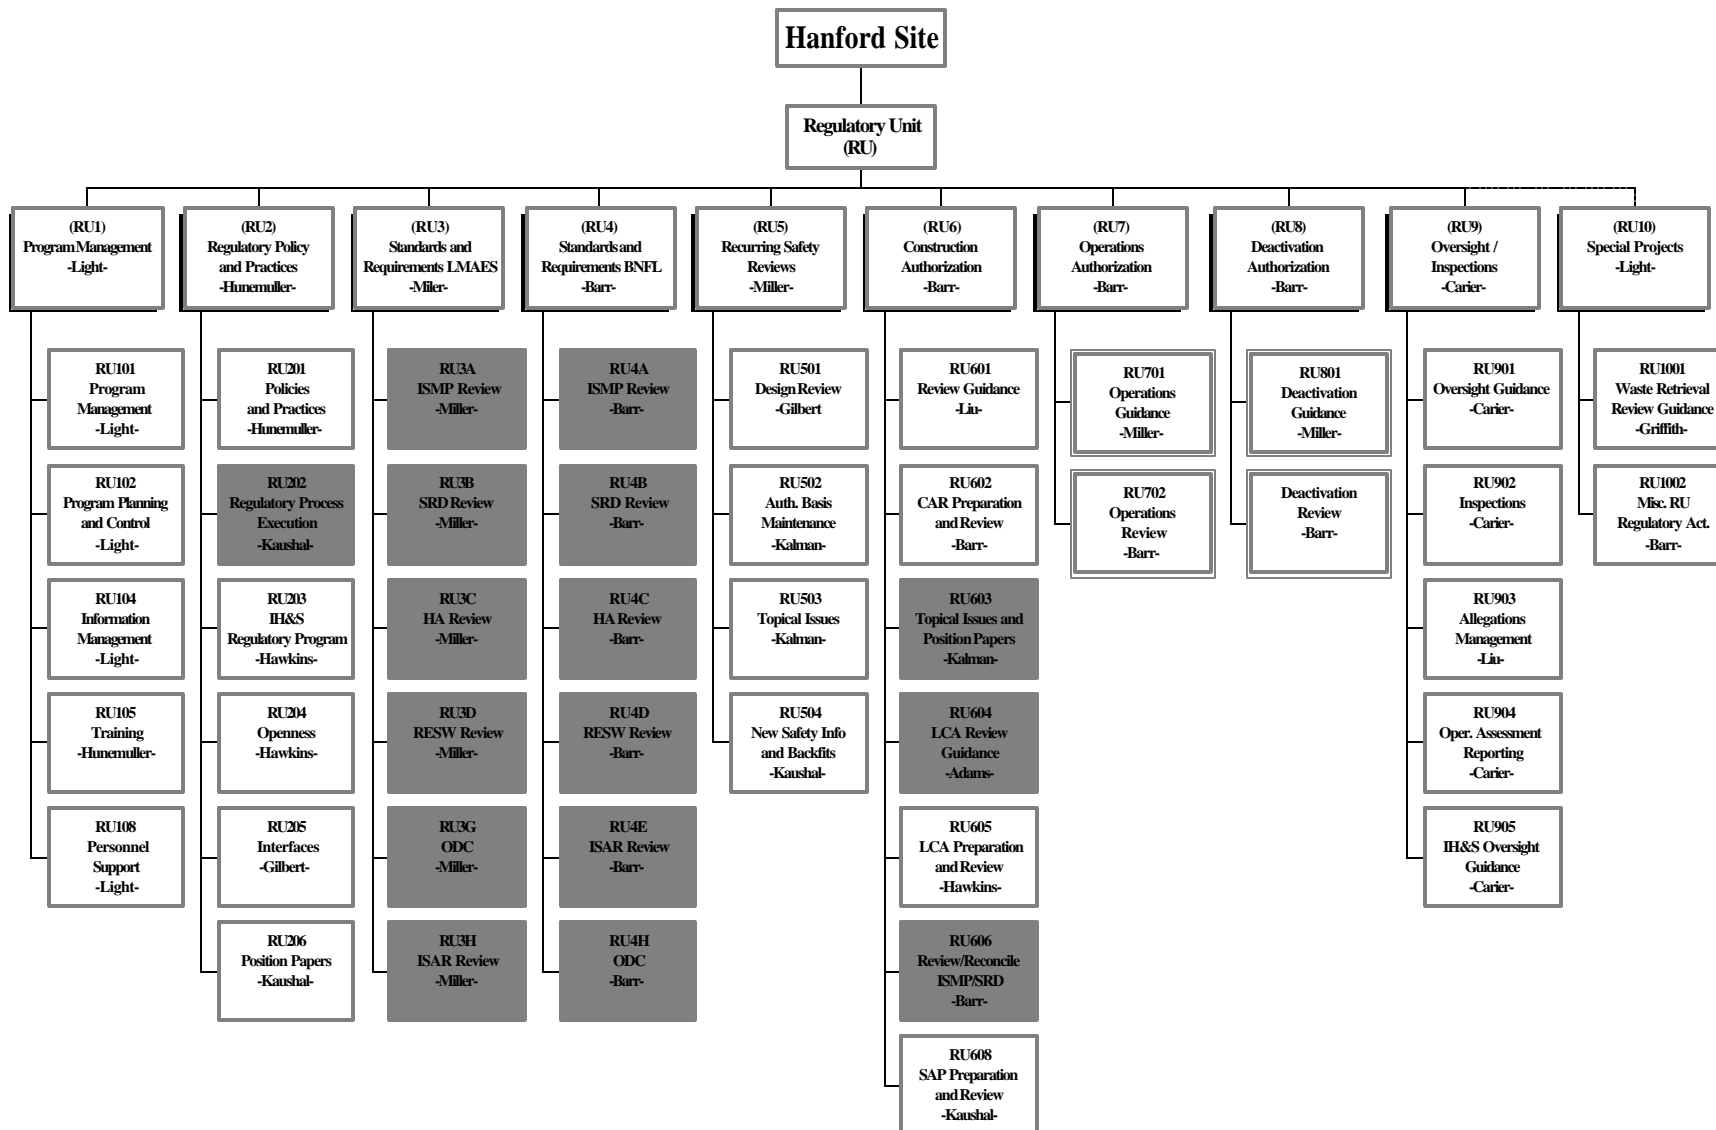 Hanford Site
Regulatory Unit
(RU)
(RU1)
Program Management
-Light-
(RU2)
Regulatory Policy
and Practices
-Hunemuller-
(RU3)
Standards and
Requirements LMAES
-Miler-
(RU4)
Standards and
Requirements BNFL
-Barr-
(RU5)
Recurring Safety
Reviews
-Miller-
(RU6)
Construction
Authorization
-Barr-
(RU7)
Operations
Authorization
-Barr-
(RU8)
Deactivation
Authorization
-Barr-
(RU9)
Oversight /
Inspections
-Carier-
(RU10)
Special Projects
-Light-
RU101
Program
Management
-Light-
RU102
Program Planning
and Control
-Light-
RU104
Information
Management
-Light-
RU105
Training
-Hunemuller-
RU108
Personnel
Support
-Light-
RU201
Policies
and Practices
-Hunemuller-
RU202
Regulatory Process
Execution
-Kaushal-
RU203
IH&S
Regulatory Program
-Hawkins-
RU204
Openness
-Hawkins-
RU205
Interfaces
-Gilbert-
RU206
Position Papers
-Kaushal-
RU3A
ISMP Review
-Miller-
RU3B
SRD Review
-Miller-
RU3C
HA Review
-Miller-
RU3D
RESW Review
-Miller-
RU3G
ODC
-Miller-
RU3H
ISAR Review
-Miller-
RU4A
ISMP Review
-Barr-
RU4B
SRD Review
-Barr-
RU4C
HA Review
-Barr-
RU4D
RESW Review
-Barr-
RU4E
ISAR Review
-Barr-
RU4H
ODC
-Barr-
RU501
Design Review
-Gilbert
RU502
Auth. Basis
Maintenance
-Kalman-
RU503
Topical Issues
-Kalman-
RU504
New Safety Info
and Backfits
-Kaushal-
RU601
Review Guidance
-Liu-
RU602
CAR Preparation
and Review
-Barr-
RU603
Topical Issues and
Position Papers
-Kalman-
RU604
LCA Review
Guidance
-Adams-
RU605
LCA Preparation
and Review
-Hawkins-
RU606
Review/Reconcile
ISMP/SRD
-Barr-
RU608
SAP Preparation
and Review
-Kaushal-
RU701
Operations
Guidance
-Miller-
RU702
Operations
Review
-Barr-
RU801
Deactivation
Guidance
-Miller-
Deactivation
Review
-Barr-
RU901
Oversight Guidance
-Carier-
RU902
Inspections
-Carier-
RU903
Allegations
Management
-Liu-
RU904
Oper. Assessment
Reporting
-Carier-
RU905
IH&S Oversight
Guidance
-Carier-
RU1001
Waste Retrieval
Review Guidance
-Griffith-
RU1002
Misc. RU
Regulatory Act.
-Barr-